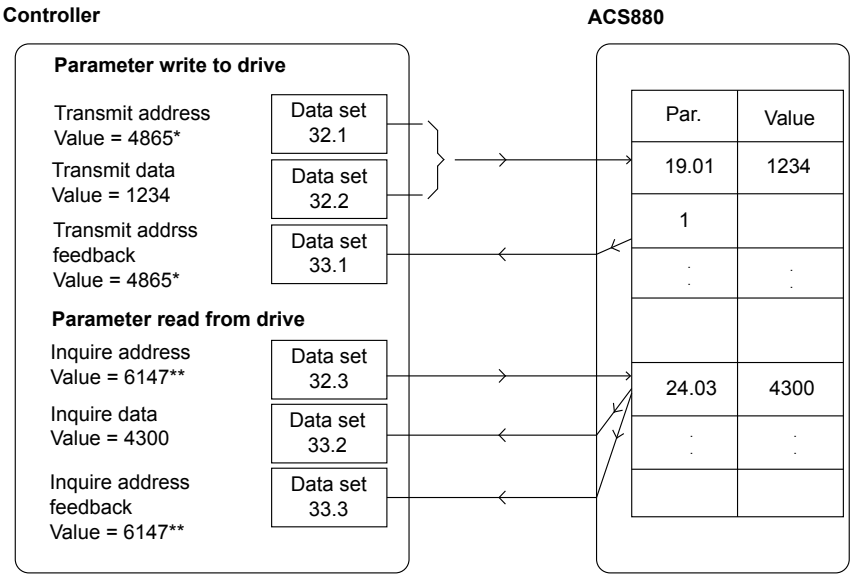 Controller
ACS880
Parameter write to drive
Transmit address
Value = 4865*
Data set
32.1
Transmit data
Value = 1234
Data set
32.2
Transmit addrss
feedback
Value = 4865*
Data set
33.1
Parameter read from drive
Inquire address
Value = 6147**
Data set
32.3
Inquire data
Value = 4300
Data set
33.2
Inquire address
feedback
Value = 6147**
Data set
33.3
Par. Value
19.01 1234
1
: :
24.03 4300
: :